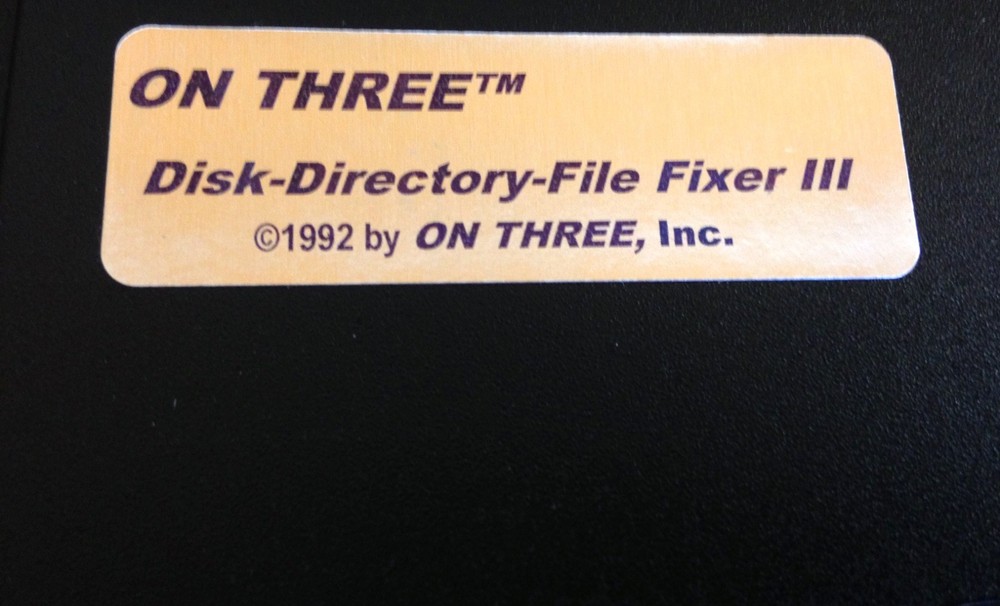 ON THREE™
Disk-Directory-File Fixer III
©1992 by ON THREE, Inc.